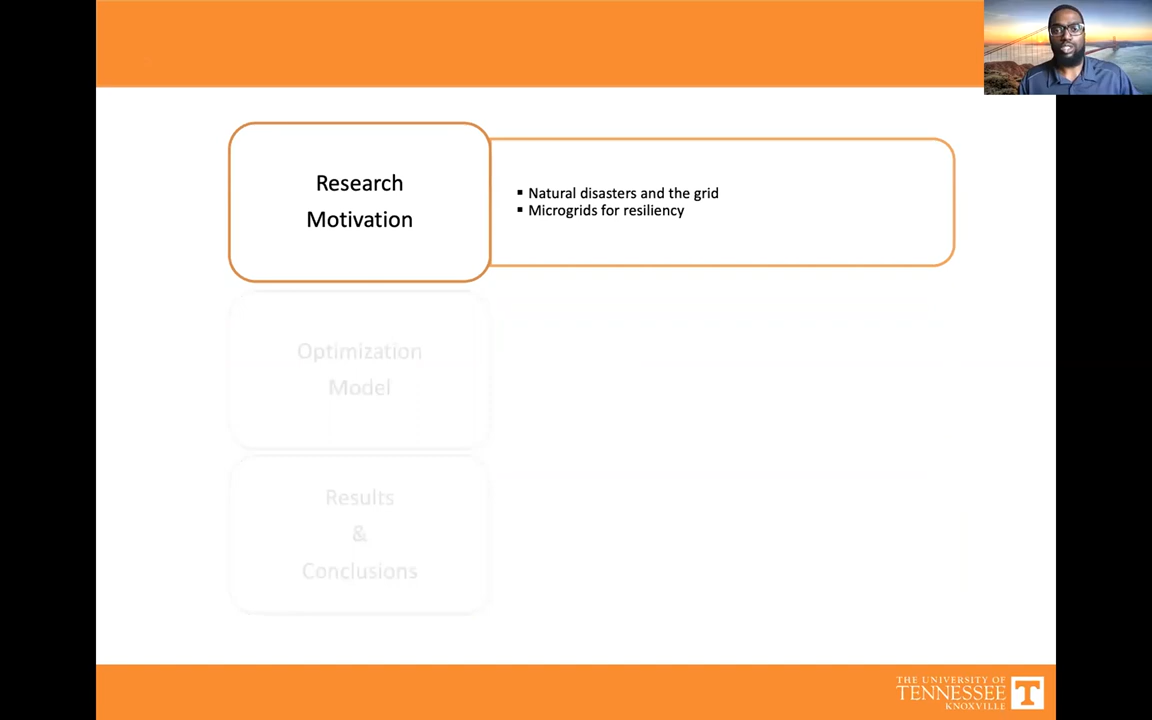 Research
Motivation
▪ Natural disasters and the grid
▪ Microgrids for resiliency
Optimization
Model
Results
&
Conclusions
THE UNIVERSITY OF
TENNESSEE
KNOXVILLE
T